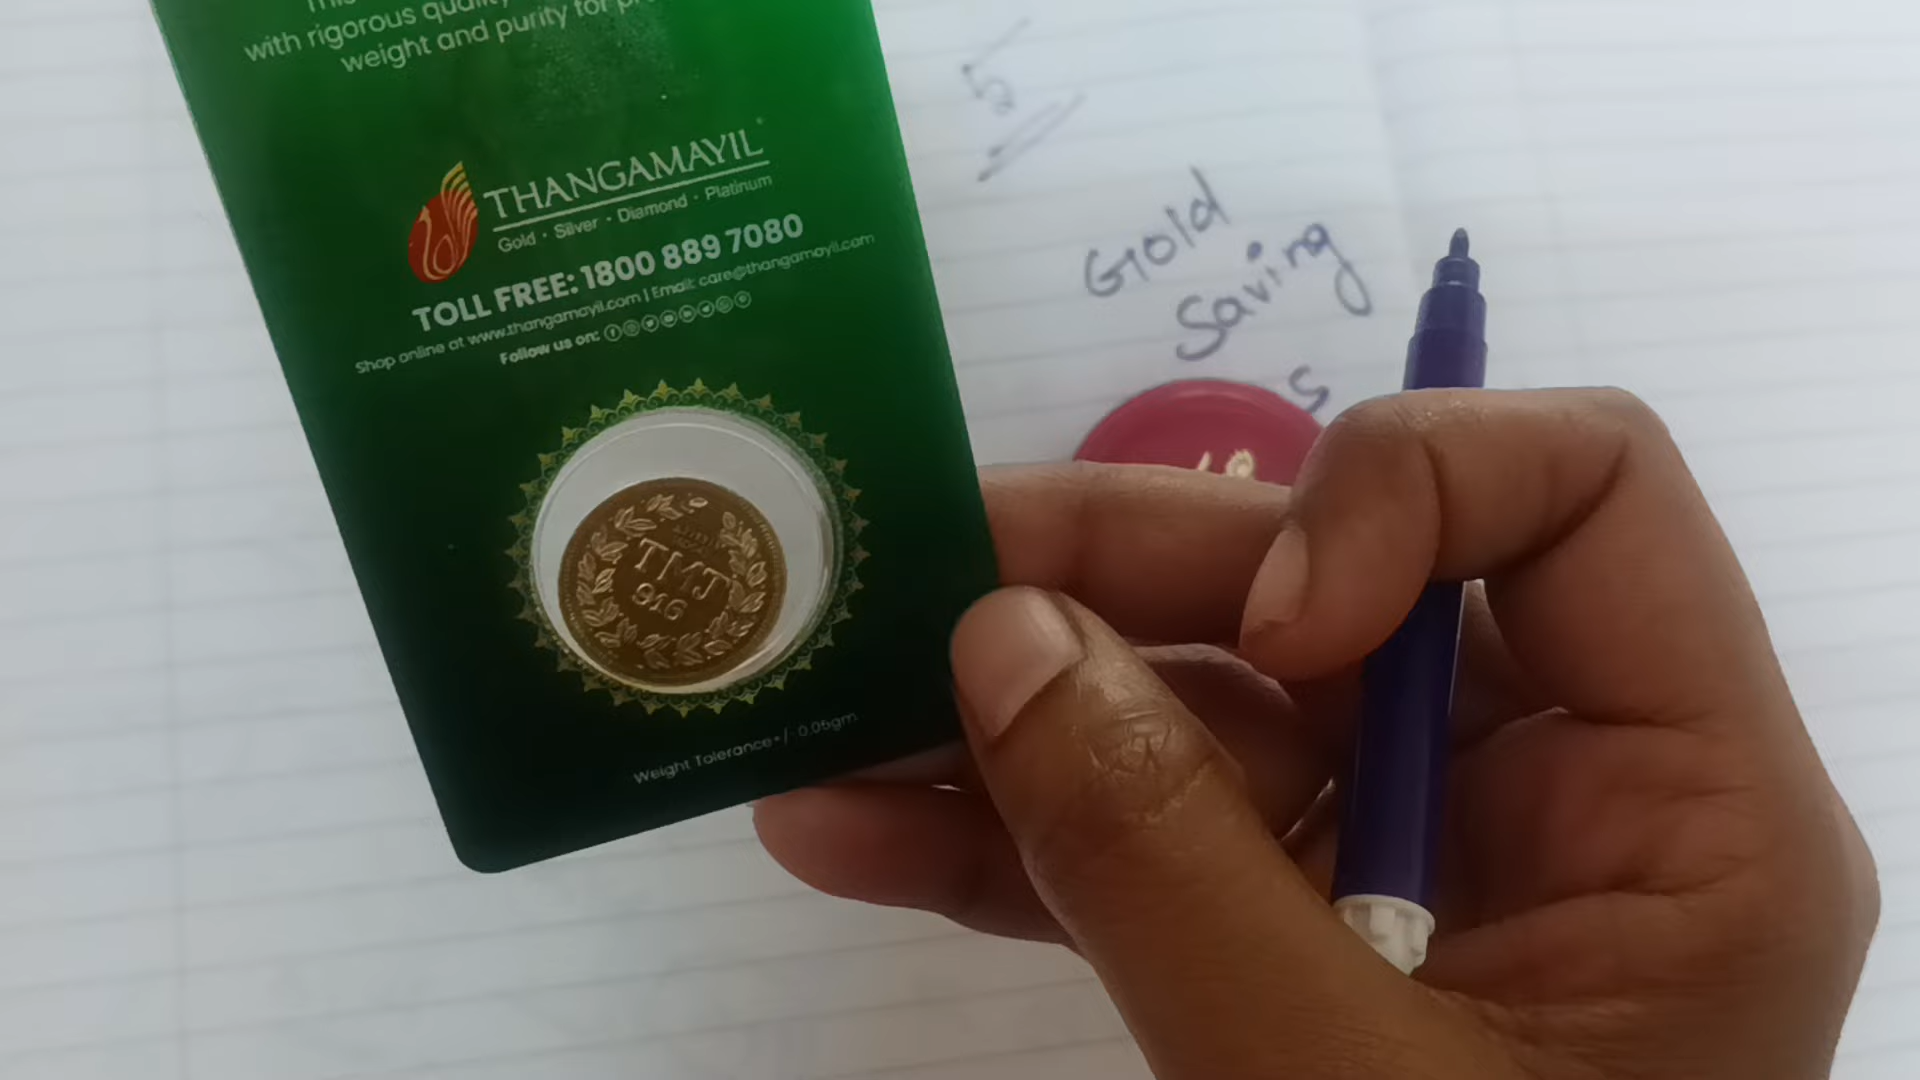 with rigorous quality
weight and purity for
THANGAMAYIL
Gold · Silver · Diamond · Platinum
TOLL FREE: 1800 889 7080
Shop online at www.thangamayil.com | Email: care@thangamayil.com
Follow us on:
TMJ
916
Weight Tolerance+/- 0.05gm
5
Gold
Saving
S